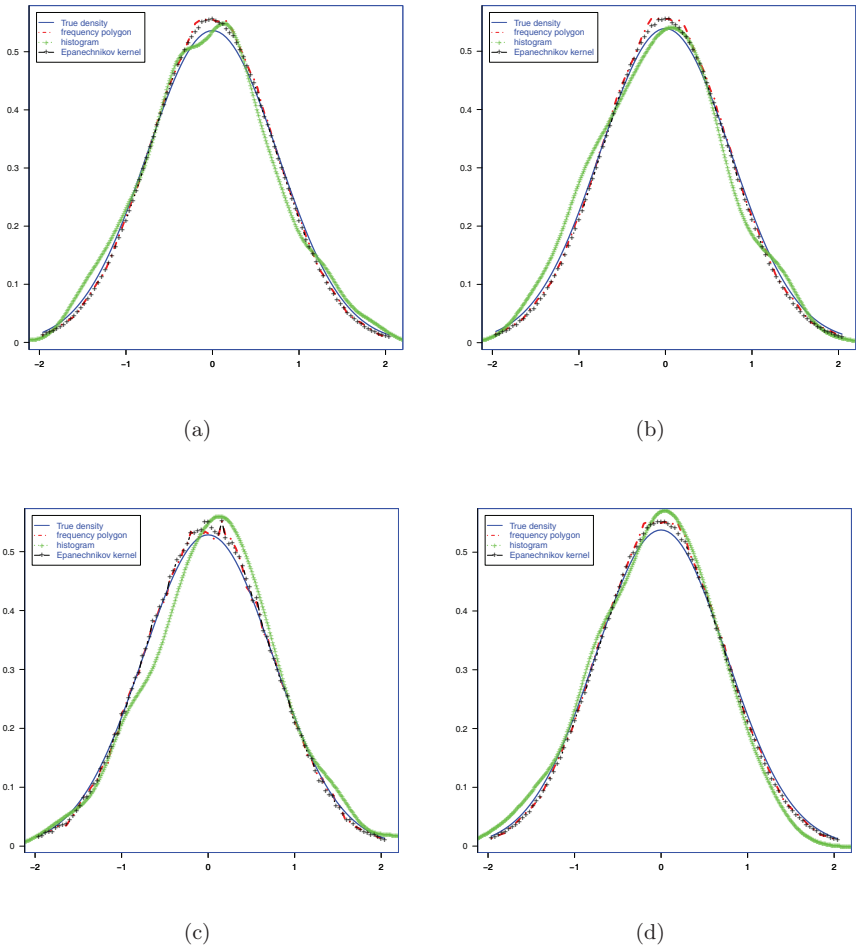 True density
frequency polygon
histogram
Epanechnikov kernel
0.5
0.4
0.3
0.2
0.1
0
−2 −1 0 1 2
(a)
True density
frequency polygon
histogram
Epanechnikov kernel
0.5
0.4
0.3
0.2
0.1
0
−2 −1 0 1 2
(b)
True density
frequency polygon
histogram
Epanechnikov kernel
0.5
0.4
0.3
0.2
0.1
0
−2 −1 0 1 2
(c)
True density
frequency polygon
histogram
Epanechnikov kernel
0.5
0.4
0.3
0.2
0.1
0
−2 −1 0 1 2
(d)